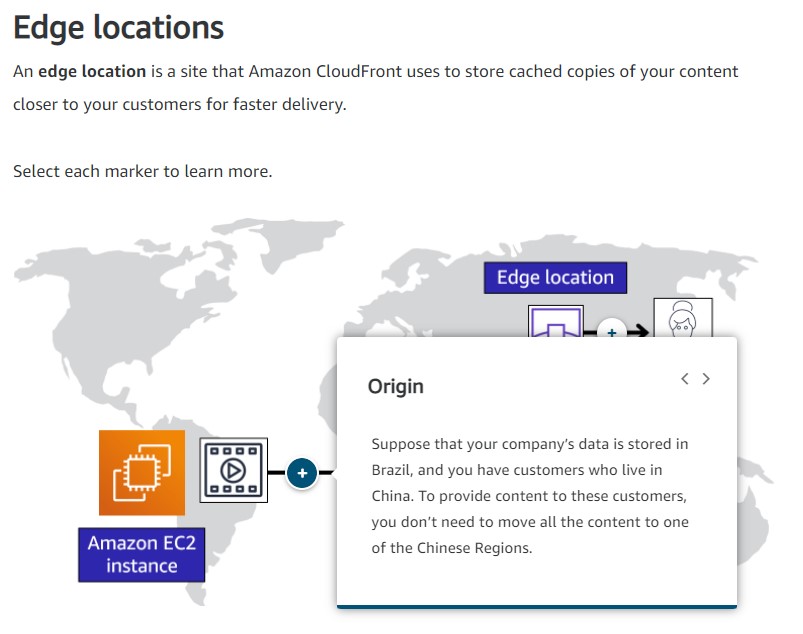 Edge locations
An edge location is a site that Amazon CloudFront uses to store cached copies of your content
closer to your customers for faster delivery.
Select each marker to learn more.
Edge location
Origin
Suppose that your company’s data is stored in
Brazil, and you have customers who live in
China. To provide content to these customers,
you don’t need to move all the content to one
of the Chinese Regions.
Amazon EC2
instance